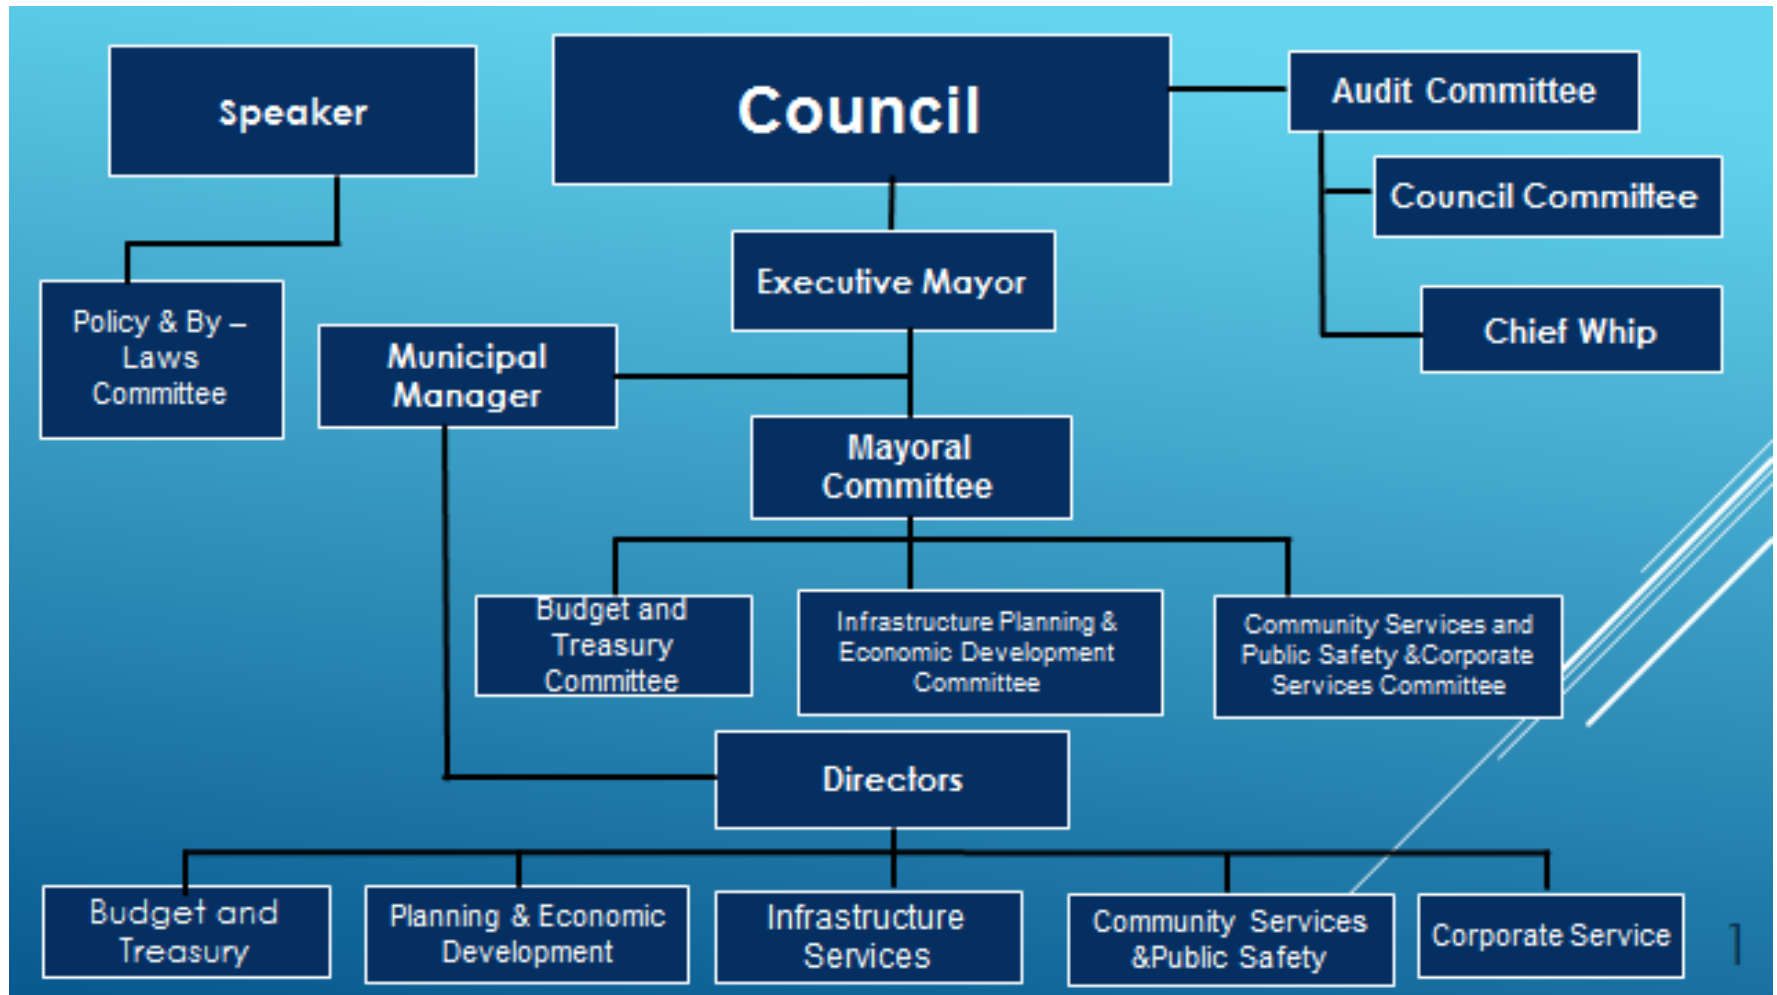 Speaker
Council
Audit Committee
Council Committee
Executive Mayor
Chief Whip
Policy & By –
Laws
Committee
Municipal
Manager
Mayoral
Committee
Budget and
Treasury
Committee
Infrastructure Planning &
Economic Development
Committee
Community Services and
Public Safety &Corporate
Services Committee
Directors
Budget and
Treasury
Planning & Economic
Development
Infrastructure
Services
Community Services
&Public Safety
Corporate Service
1